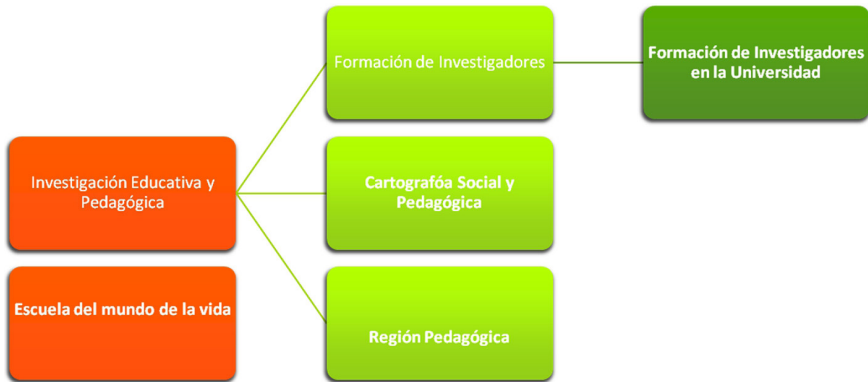 Formación de Investigadores
Formación de Investigadores
en la Universidad
Investigación Educativa y
Pedagógica
Cartografóa Social y
Pedagógica
Escuela del mundo de la vida
Región Pedagógica